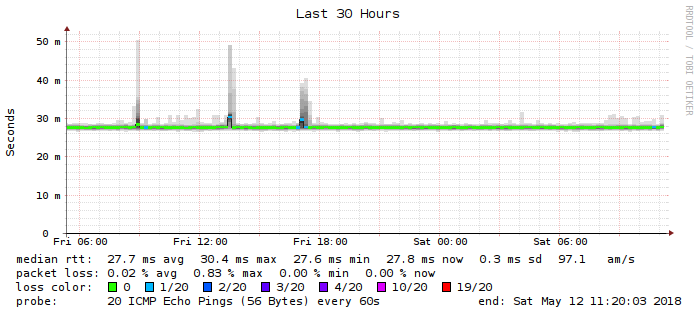 Last 30 Hours
RRDTOOL / TOBI OETIKER
Seconds
50 m
40 m
30 m
20 m
10 m
0
Fri 06:00 Fri 12:00 Fri 18:00 Sat 00:00 Sat 06:00
median rtt: 27.7 ms avg 30.4 ms max 27.6 ms min 27.8 ms now 0.3 ms sd 97.1 am/s
packet loss: 0.02 % avg 0.83 % max 0.00 % min 0.00 % now
loss color: 0 1/20 2/20 3/20 4/20 10/20 19/20
probe: 20 ICMP Echo Pings (56 Bytes) every 60s end: Sat May 12 11:20:03 2018